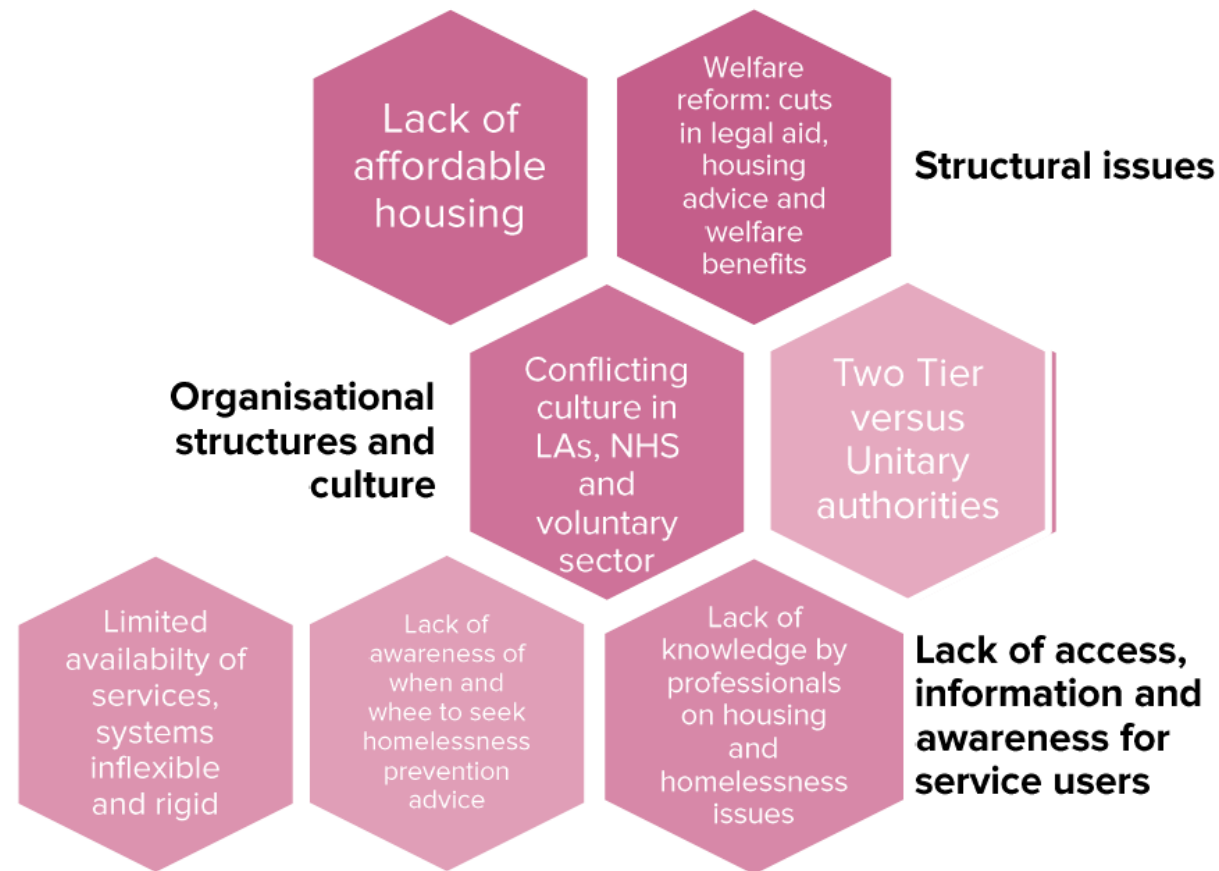 Lack of
affordable
housing
Welfare
reform: cuts
in legal aid,
housing
advice and
welfare
benefits
Structural issues
Organisational
structures and
culture
Conflicting
culture in
LAs, NHS
and
voluntary
sector
Two Tier
versus
Unitary
authorities
Limited
availabilty of
services,
systems
inflexible
and rigid
Lack of
awareness of
when and
whee to seek
homelessness
prevention
advice
Lack of
knowledge by
professionals
on housing
and
homelessness
issues
Lack of access,
information and
awareness for
service users